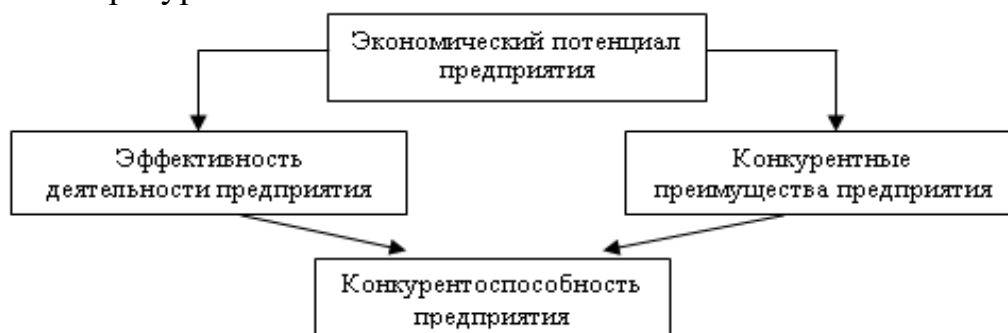 Экономический потенциал
предприятия
Эффективность
деятельности предприятия
Конкурентные
преимущества предприятия
Конкурентоспособность
предприятия